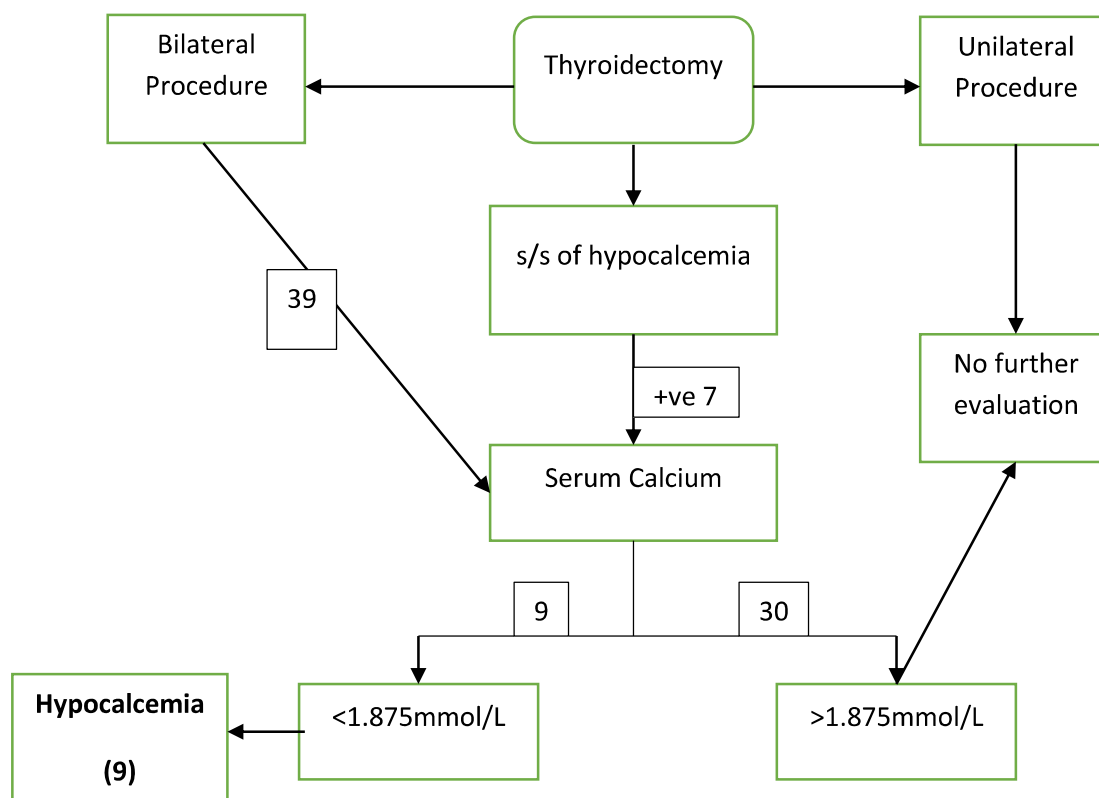 Bilateral
Procedure
Thyroidectomy
Unilateral
Procedure
s/s of hypocalcemia
39
+ve 7
No further
evaluation
Serum Calcium
9
30
Hypocalcemia
(9)
<1.875mmol/L
>1.875mmol/L